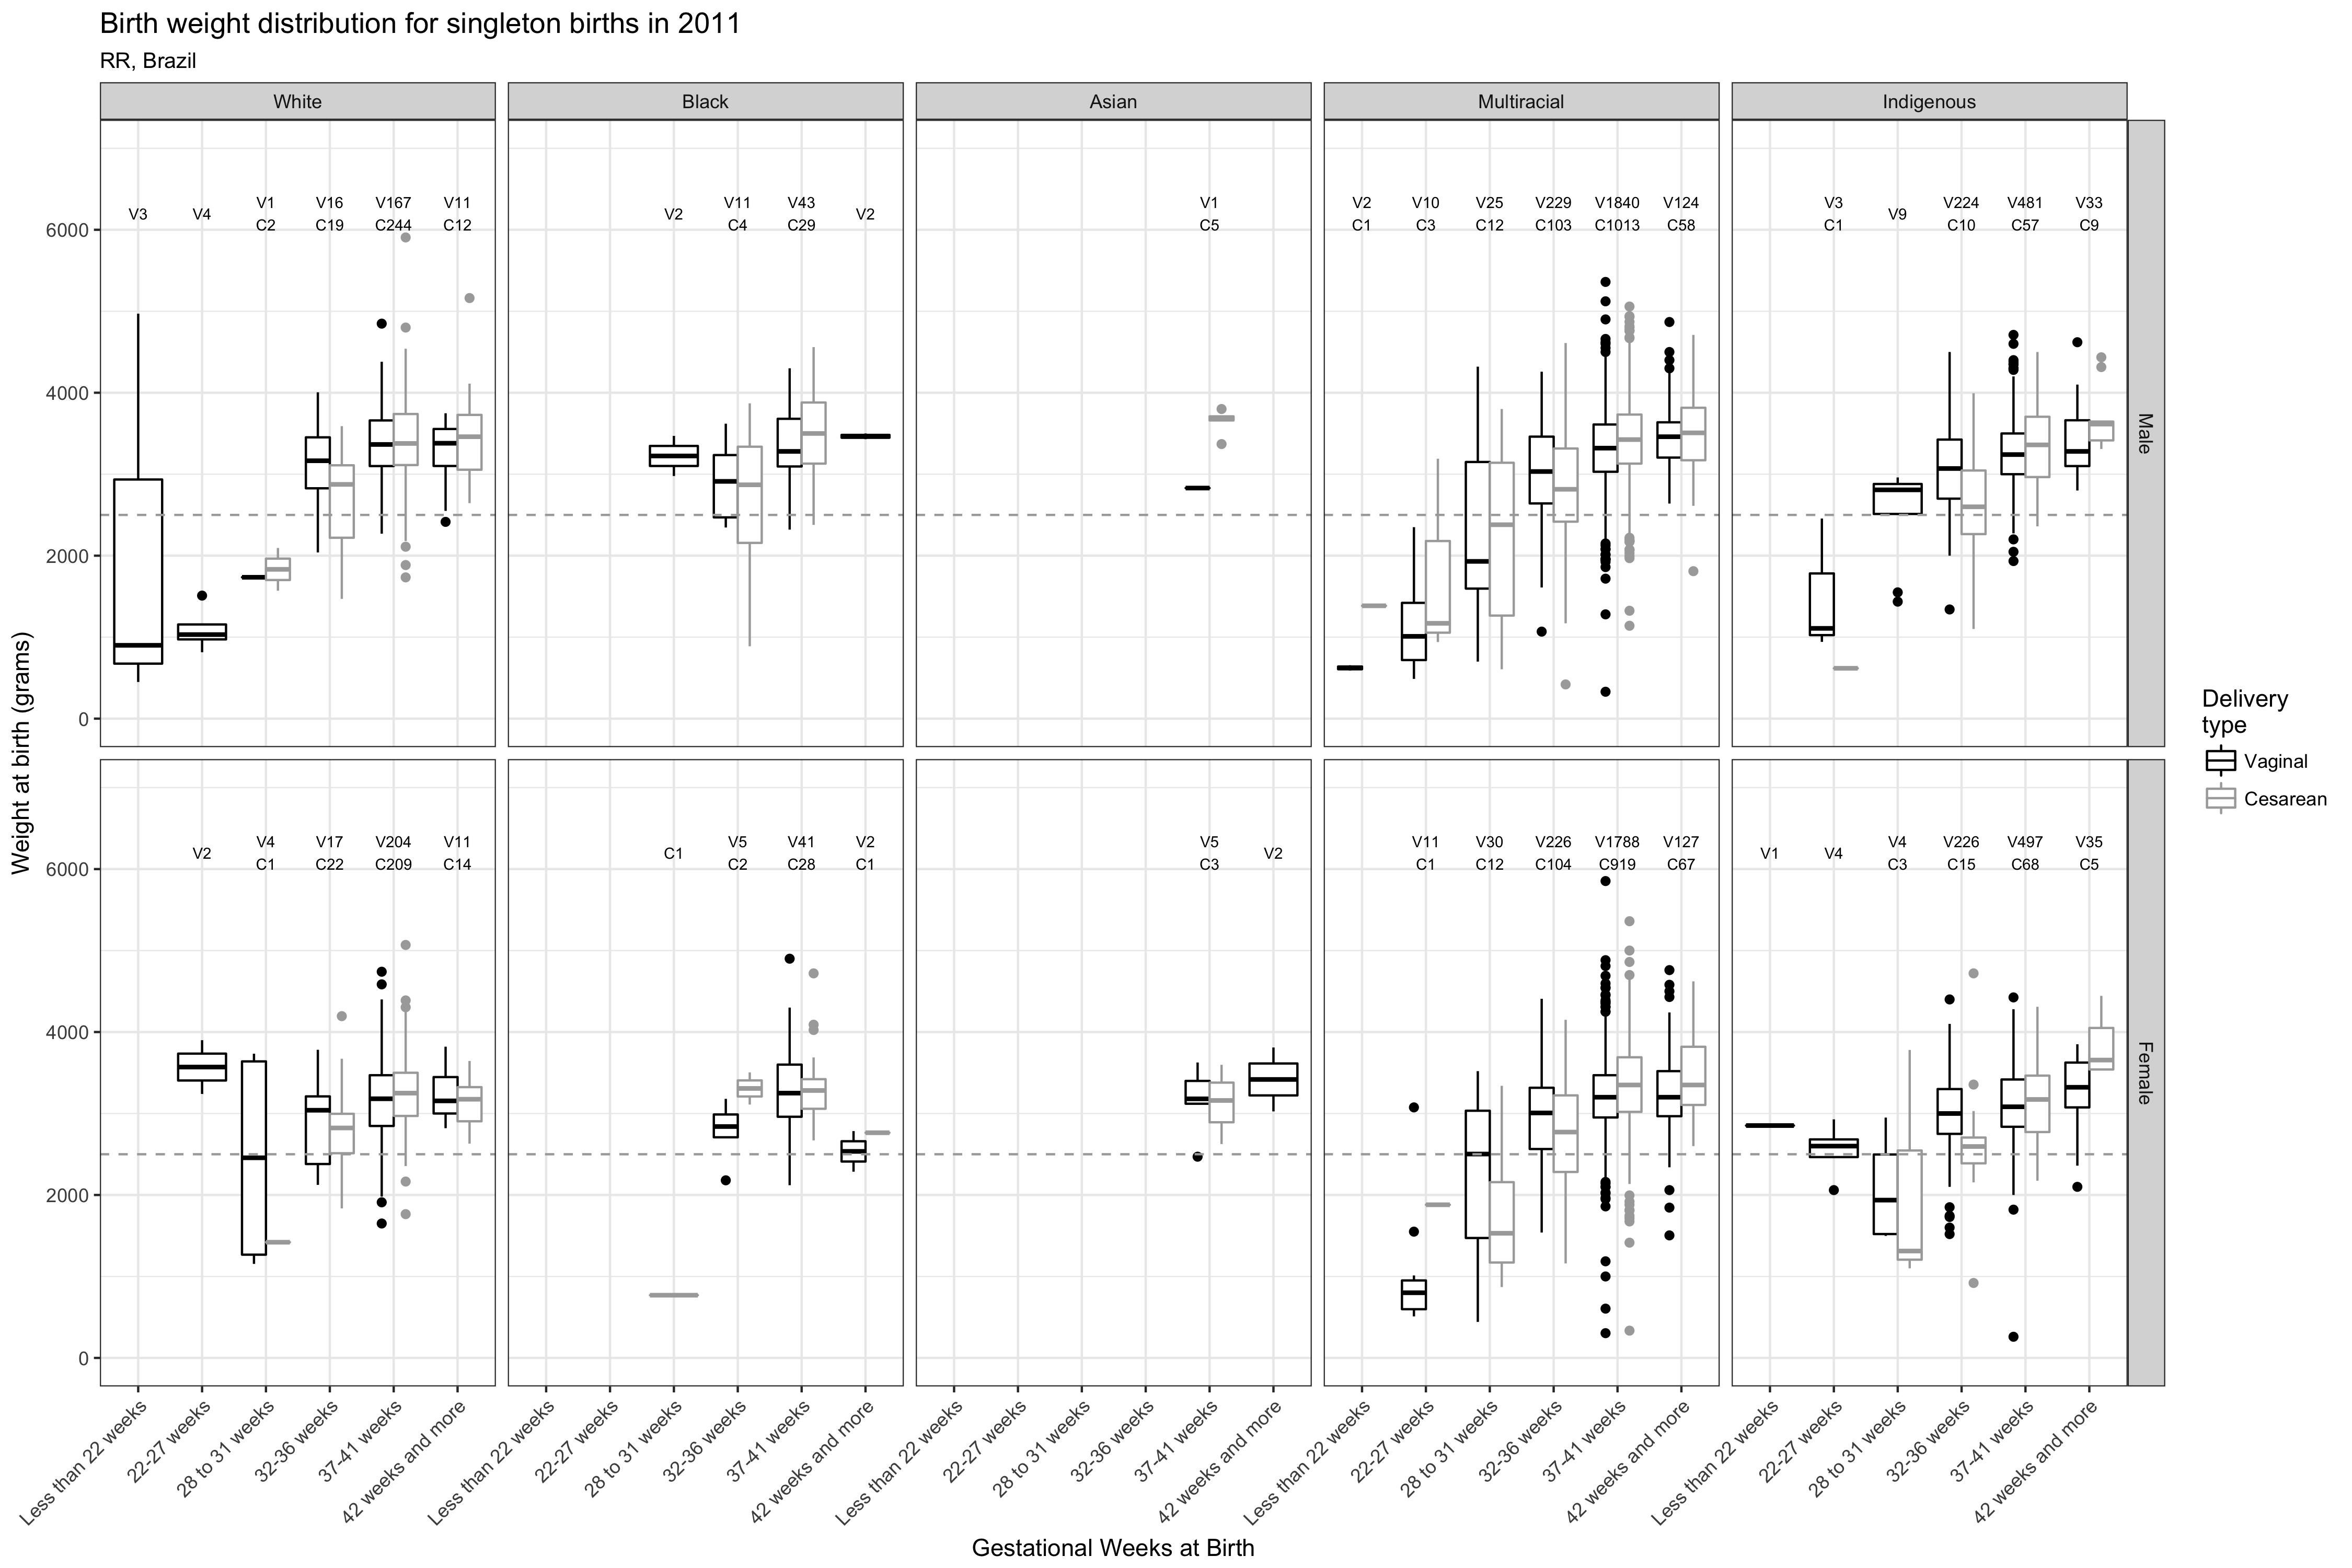 Birth weight distribution for singleton births in 2011
RR, Brazil
White
Black
Asian
Multiracial
Indigenous
Weight at birth (grams)
6000
4000
2000
0
V3
V4
V1
C2
V16
C19
V167
C244
V11
C12
V2
V11
C4
V43
C29
V2
V1
C5
V2
C1
V10
C3
V25
C12
V229
C103
V1840
C1013
V124
C58
V3
C1
V9
V224
C10
V481
C57
V33
C9
Male
6000
4000
2000
0
V2
V4
C1
V17
C22
V204
C209
V11
C14
C1
V5
C2
V41
C28
V2
C1
V5
C3
V2
V11
C1
V30
C12
V226
C104
V1788
C919
V127
C67
V1
V4
V4
C3
V226
C15
V497
C68
V35
C5
Female
Less than 22 weeks
22-27 weeks
28 to 31 weeks
32-36 weeks
37-41 weeks
42 weeks and more
Less than 22 weeks
22-27 weeks
28 to 31 weeks
32-36 weeks
37-41 weeks
42 weeks and more
Less than 22 weeks
22-27 weeks
28 to 31 weeks
32-36 weeks
37-41 weeks
42 weeks and more
Less than 22 weeks
22-27 weeks
28 to 31 weeks
32-36 weeks
37-41 weeks
42 weeks and more
Less than 22 weeks
22-27 weeks
28 to 31 weeks
32-36 weeks
37-41 weeks
42 weeks and more
Gestational Weeks at Birth
Delivery
type
Vaginal
Cesarean